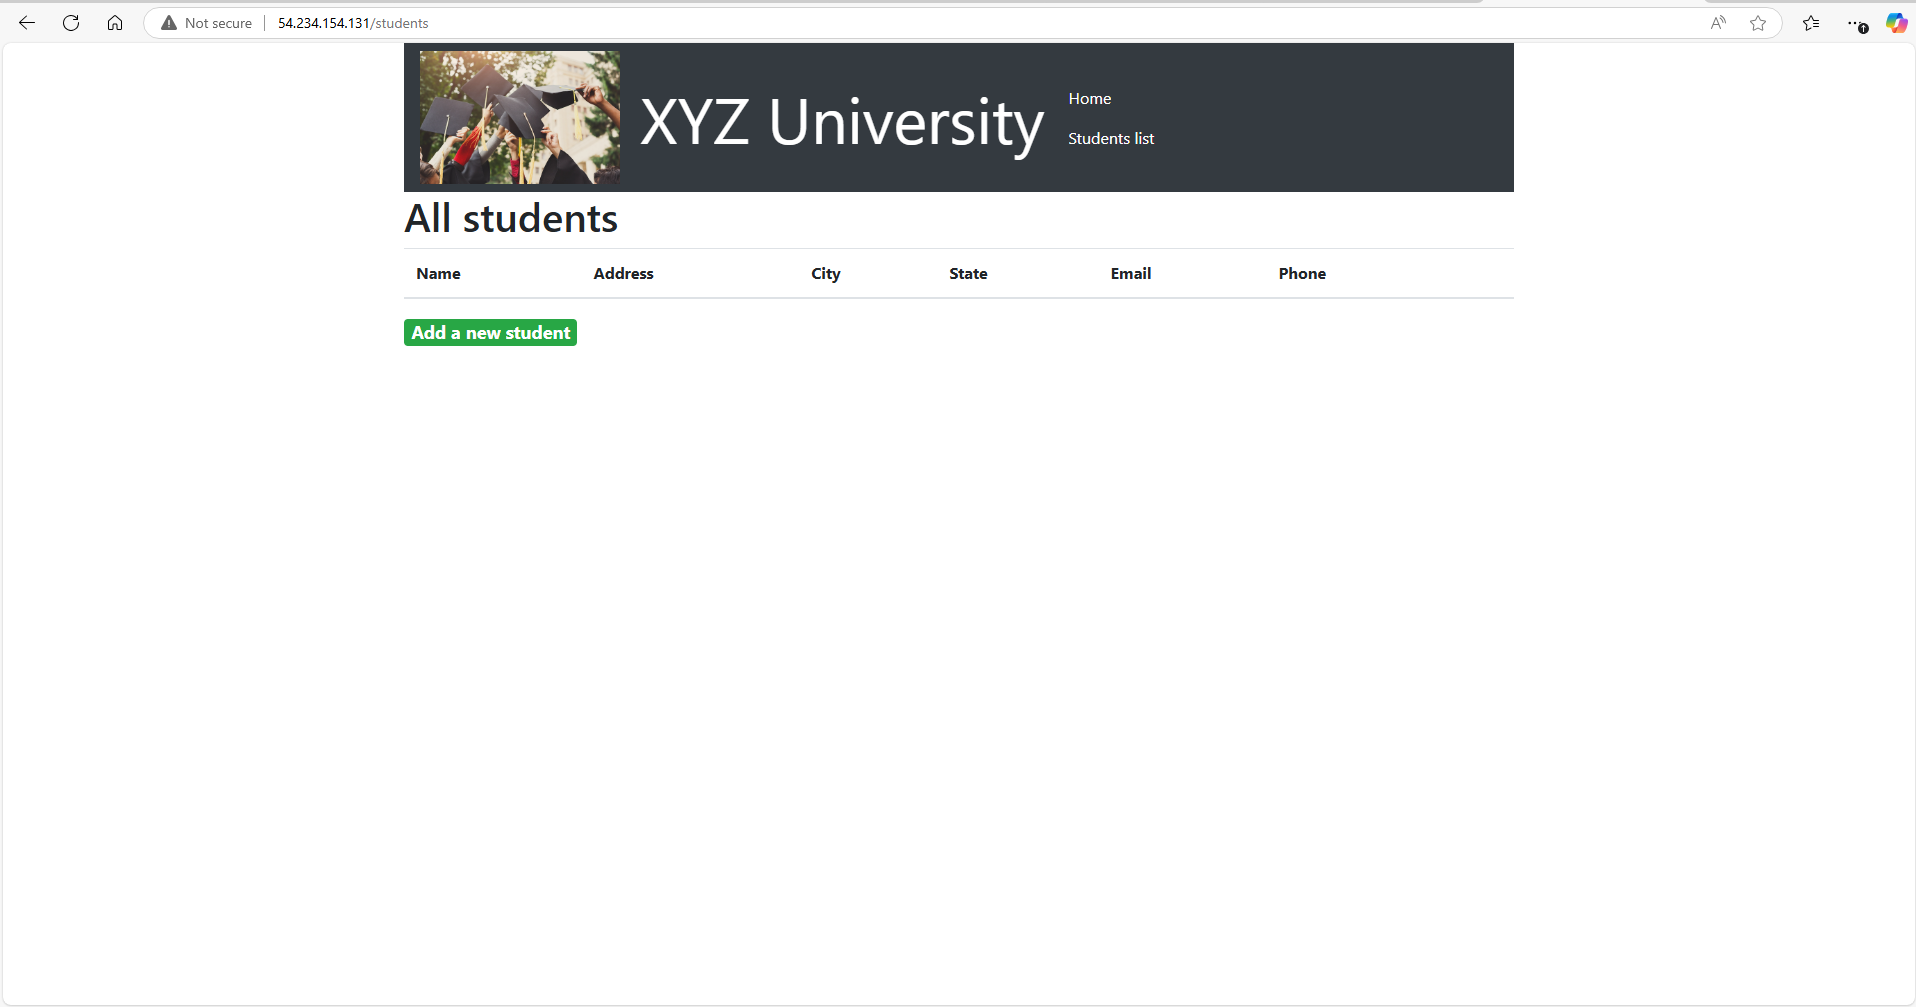 Not secure 54.234.154.131/students
XYZ University
Home
Students list
All students
Name Address City State Email Phone
Add a new student